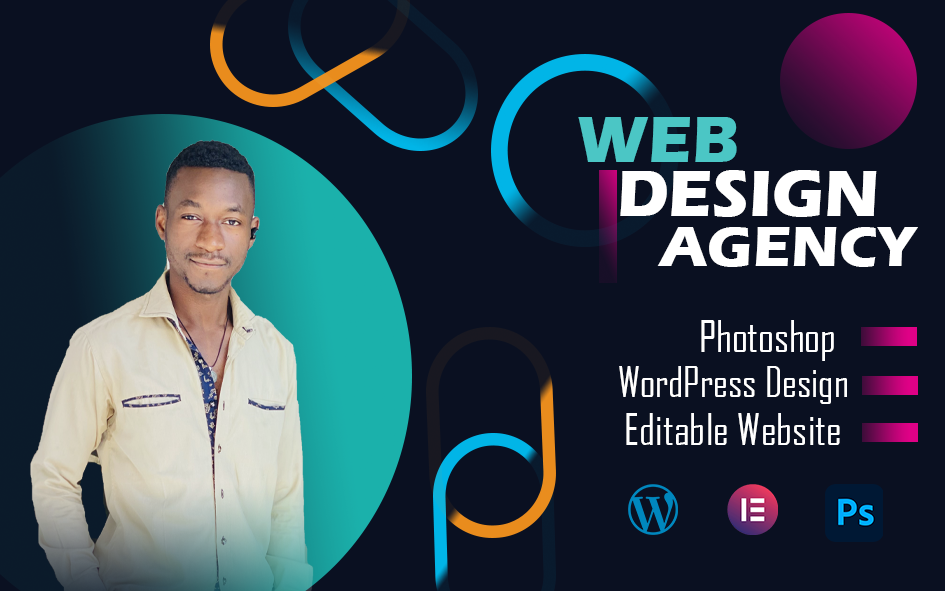 WEB
DESIGN
AGENCY
Photoshop
WordPress Design
Editable Website
Ps